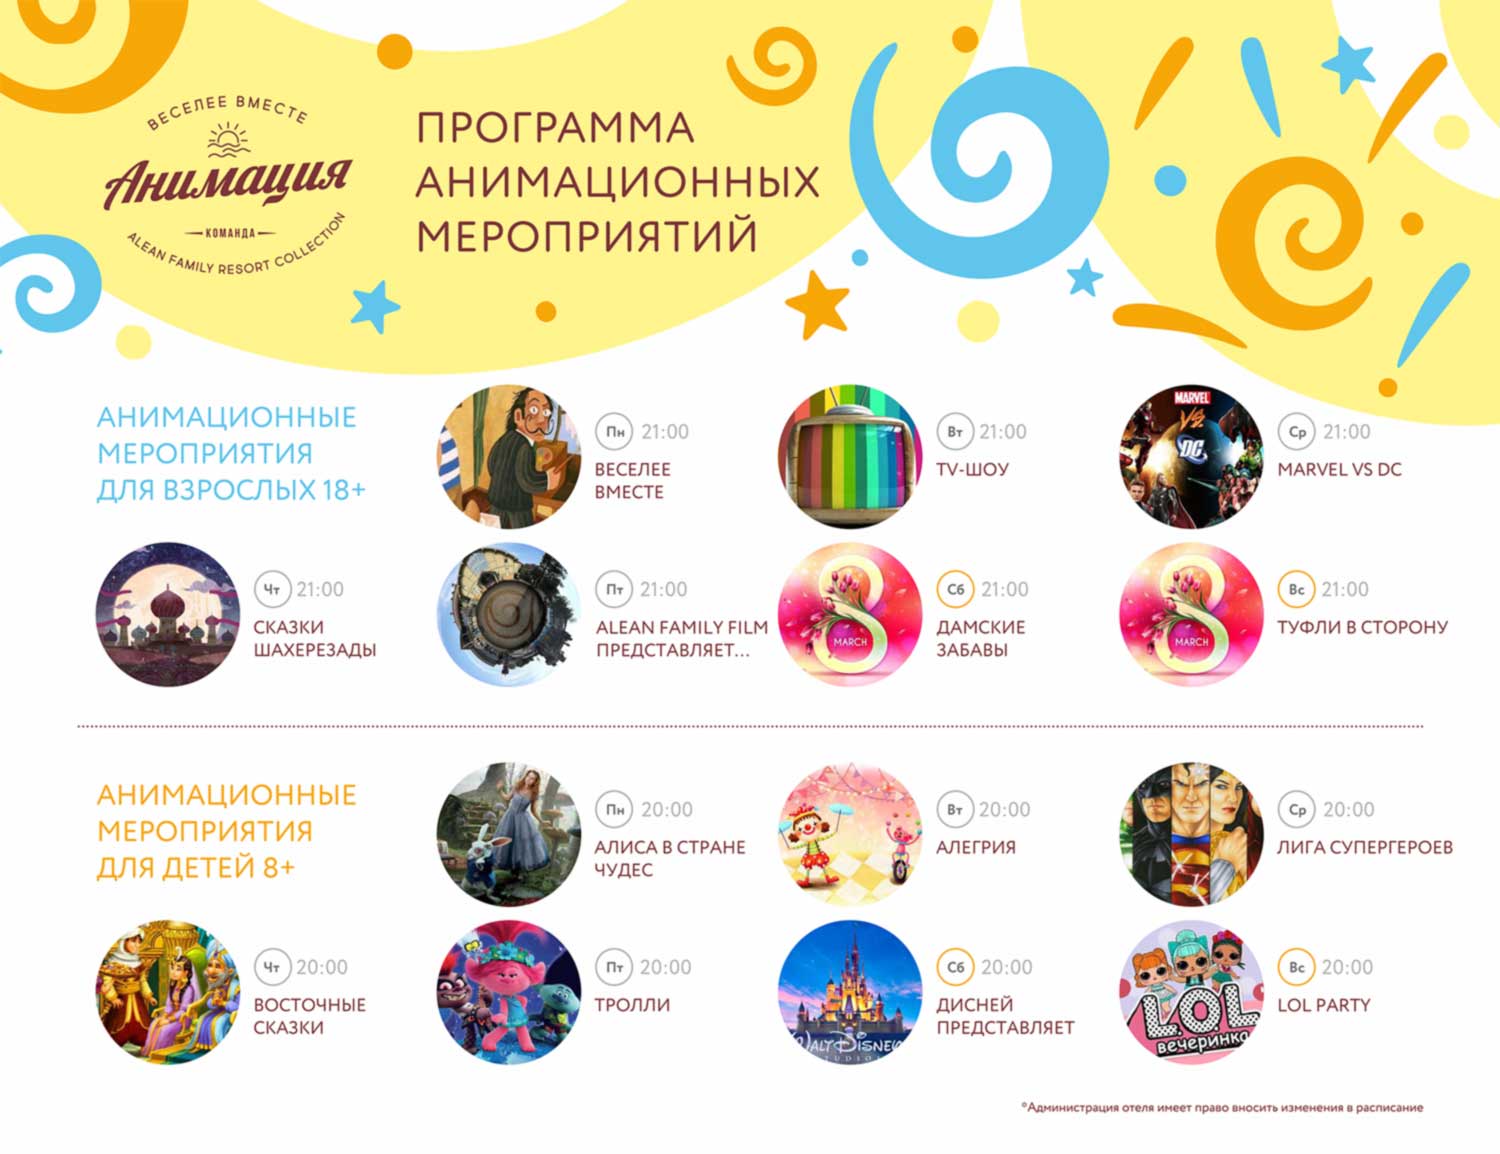 ВЕСЕЛЕЕ ВМЕСТЕ
Анимация
КОМАНДА
ALEAN FAMILY RESORT COLLECTION
ПРОГРАММА
АНИМАЦИОННЫХ
МЕРОПРИЯТИЙ
АНИМАЦИОННЫЕ
МЕРОПРИЯТИЯ
ДЛЯ ВЗРОСЛЫХ 18+
Пн 21:00
ВЕСЕЛЕЕ
ВМЕСТЕ
Вт 21:00
TV-ШОУ
MARVEL
VS.
DC
Ср 21:00
MARVEL VS DC
Чт 21:00
СКАЗКИ
ШАХЕРЕЗАДЫ
Пт 21:00
ALEAN FAMILY FILM
ПРЕДСТАВЛЯЕТ...
8
MARCH
Сб 21:00
ДАМСКИЕ
ЗАБАВЫ
8
MARCH
Вс 21:00
ТУФЛИ В СТОРОНУ
АНИМАЦИОННЫЕ
МЕРОПРИЯТИЯ
ДЛЯ ДЕТЕЙ 8+
Пн 20:00
АЛИСА В СТРАНЕ
ЧУДЕС
Вт 20:00
АЛЕГРИЯ
Ср 20:00
ЛИГА СУПЕРГЕРОЕВ
Чт 20:00
ВОСТОЧНЫЕ
СКАЗКИ
Пт 20:00
ТРОЛЛИ
WALT DISNEY
STUDIOS
Сб 20:00
ДИСНЕЙ
ПРЕДСТАВЛЯЕТ
L.O.L
вечеринка
Вс 20:00
LOL PARTY
*Администрация отеля имеет право вносить изменения в расписание